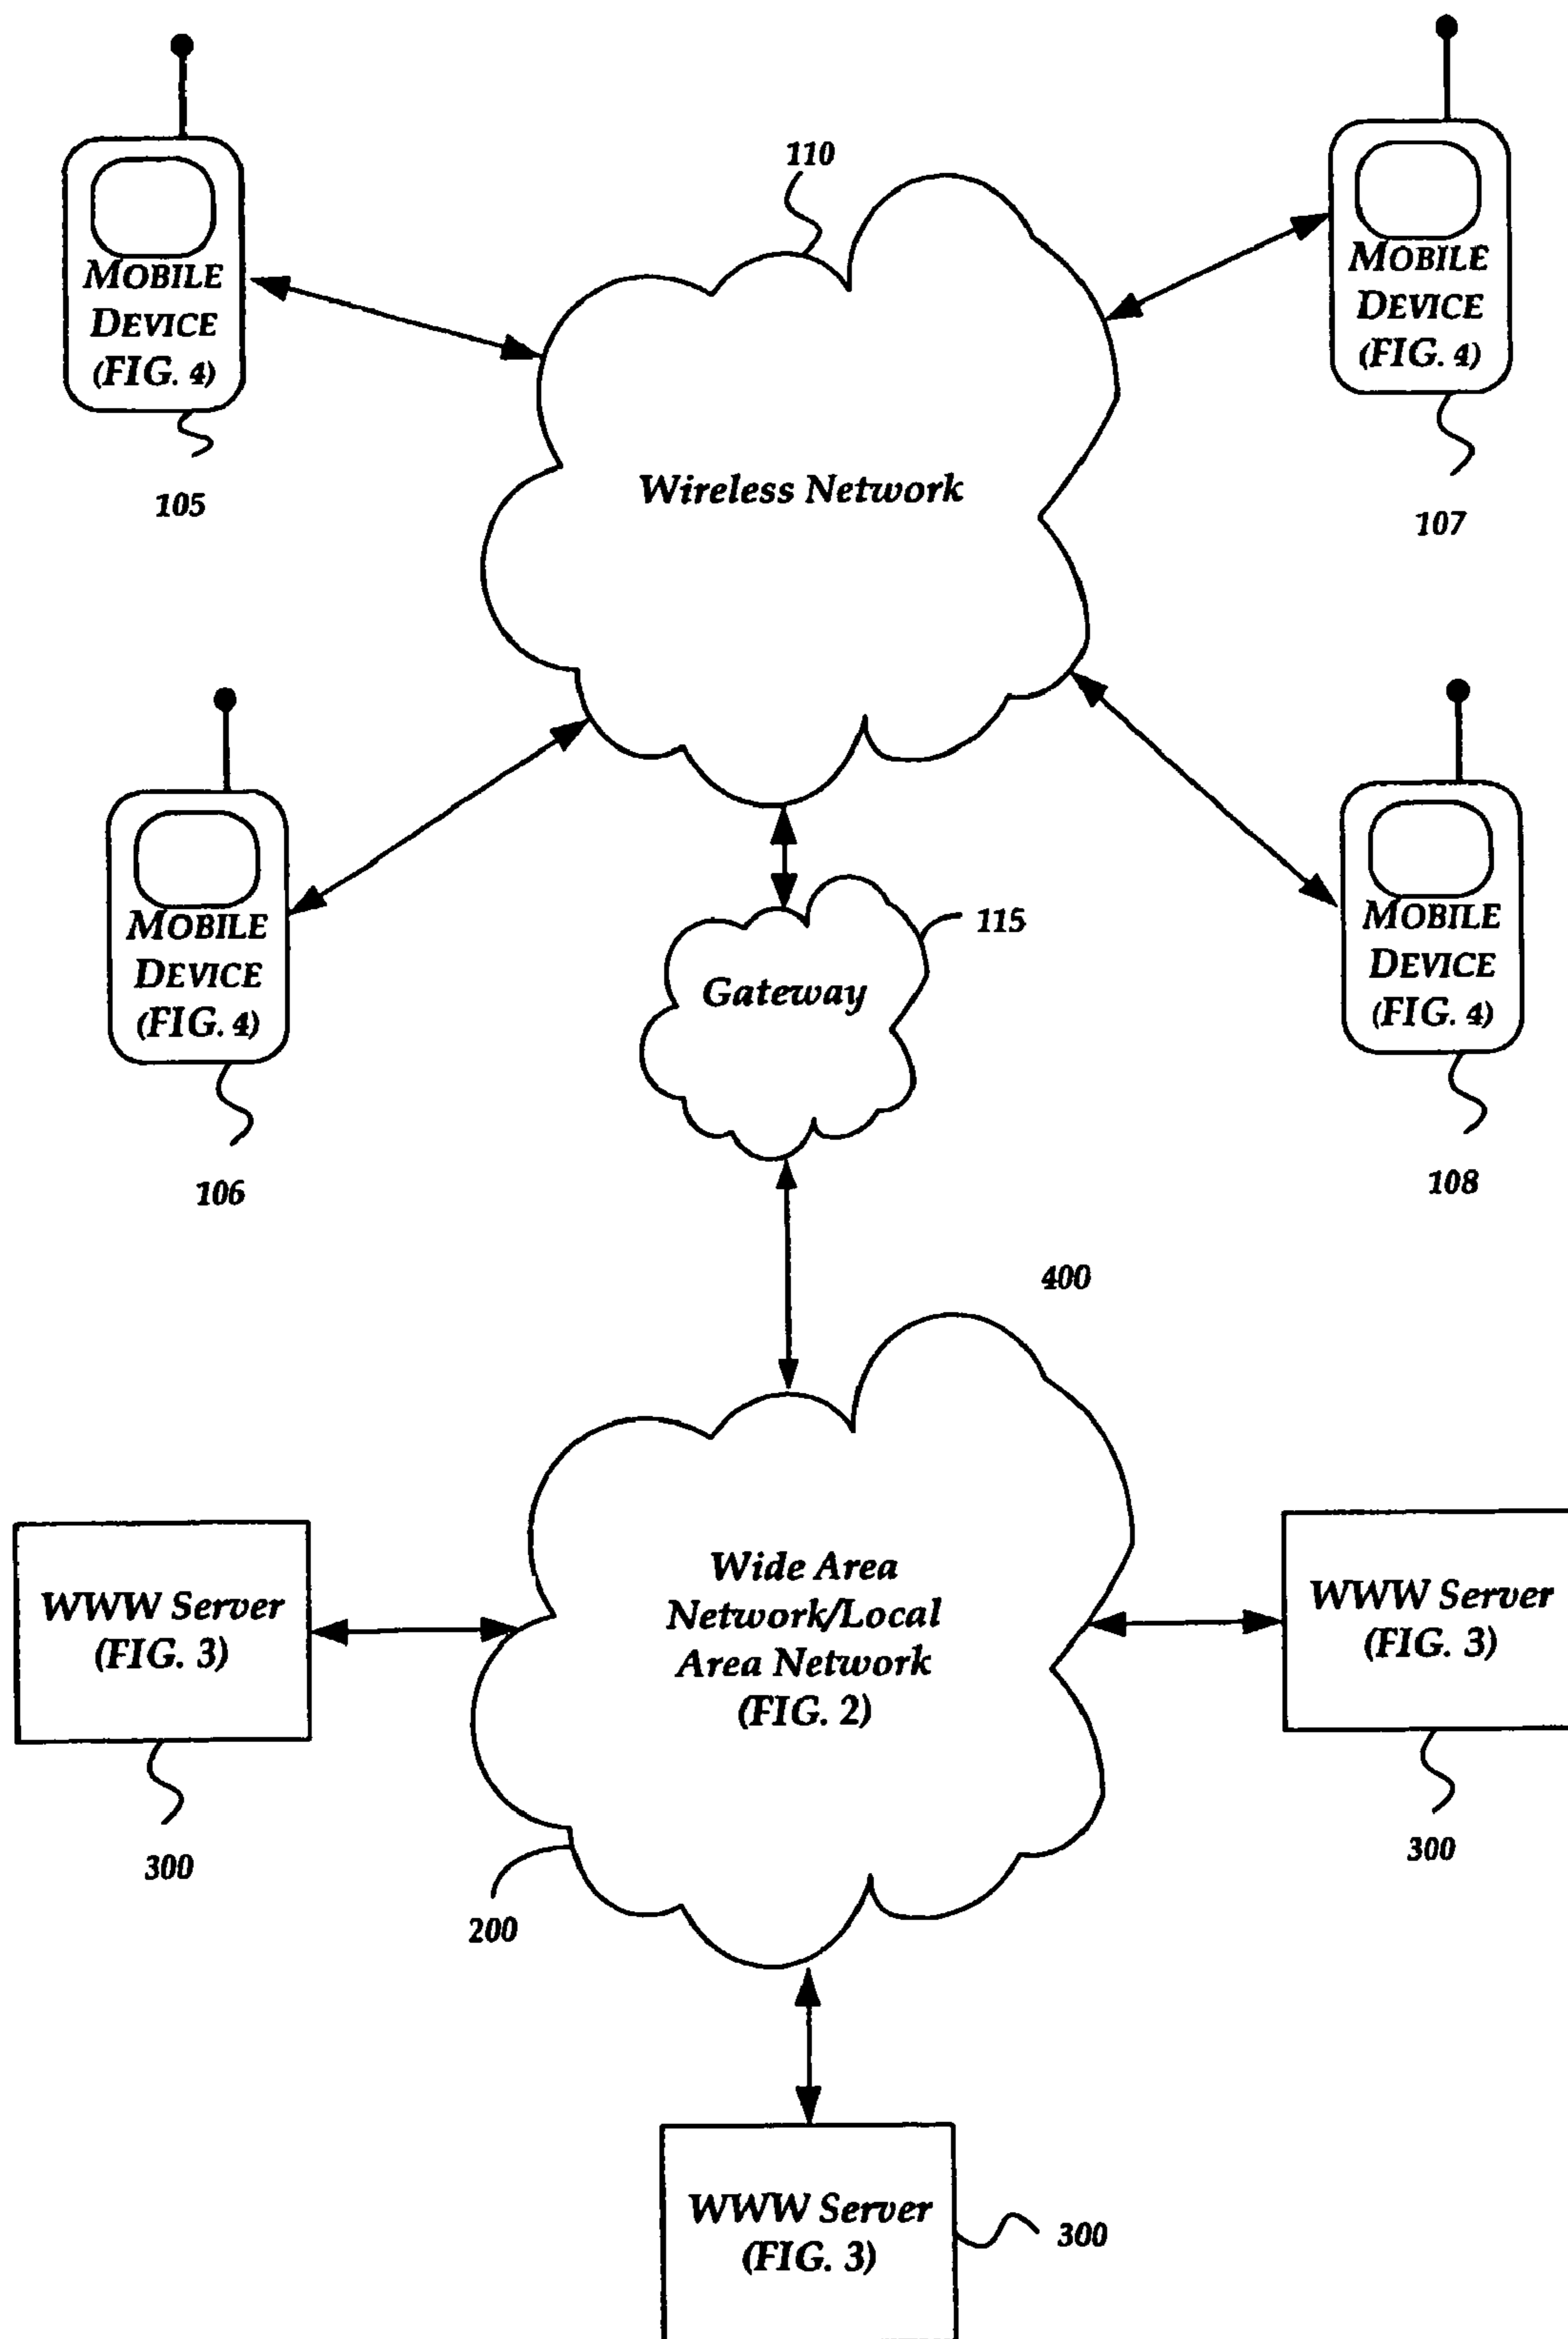 110
MOBILE
DEVICE
(FIG. 4)
105
MOBILE
DEVICE
(FIG. 4)
107
Wireless Network
MOBILE
DEVICE
(FIG. 4)
106
MOBILE
DEVICE
(FIG. 4)
108
115
Gateway
400
Wide Area
Network/Local
Area Network
(FIG. 2)
200
WWW Server
(FIG. 3)
300
WWW Server
(FIG. 3)
300
WWW Server
(FIG. 3)
300